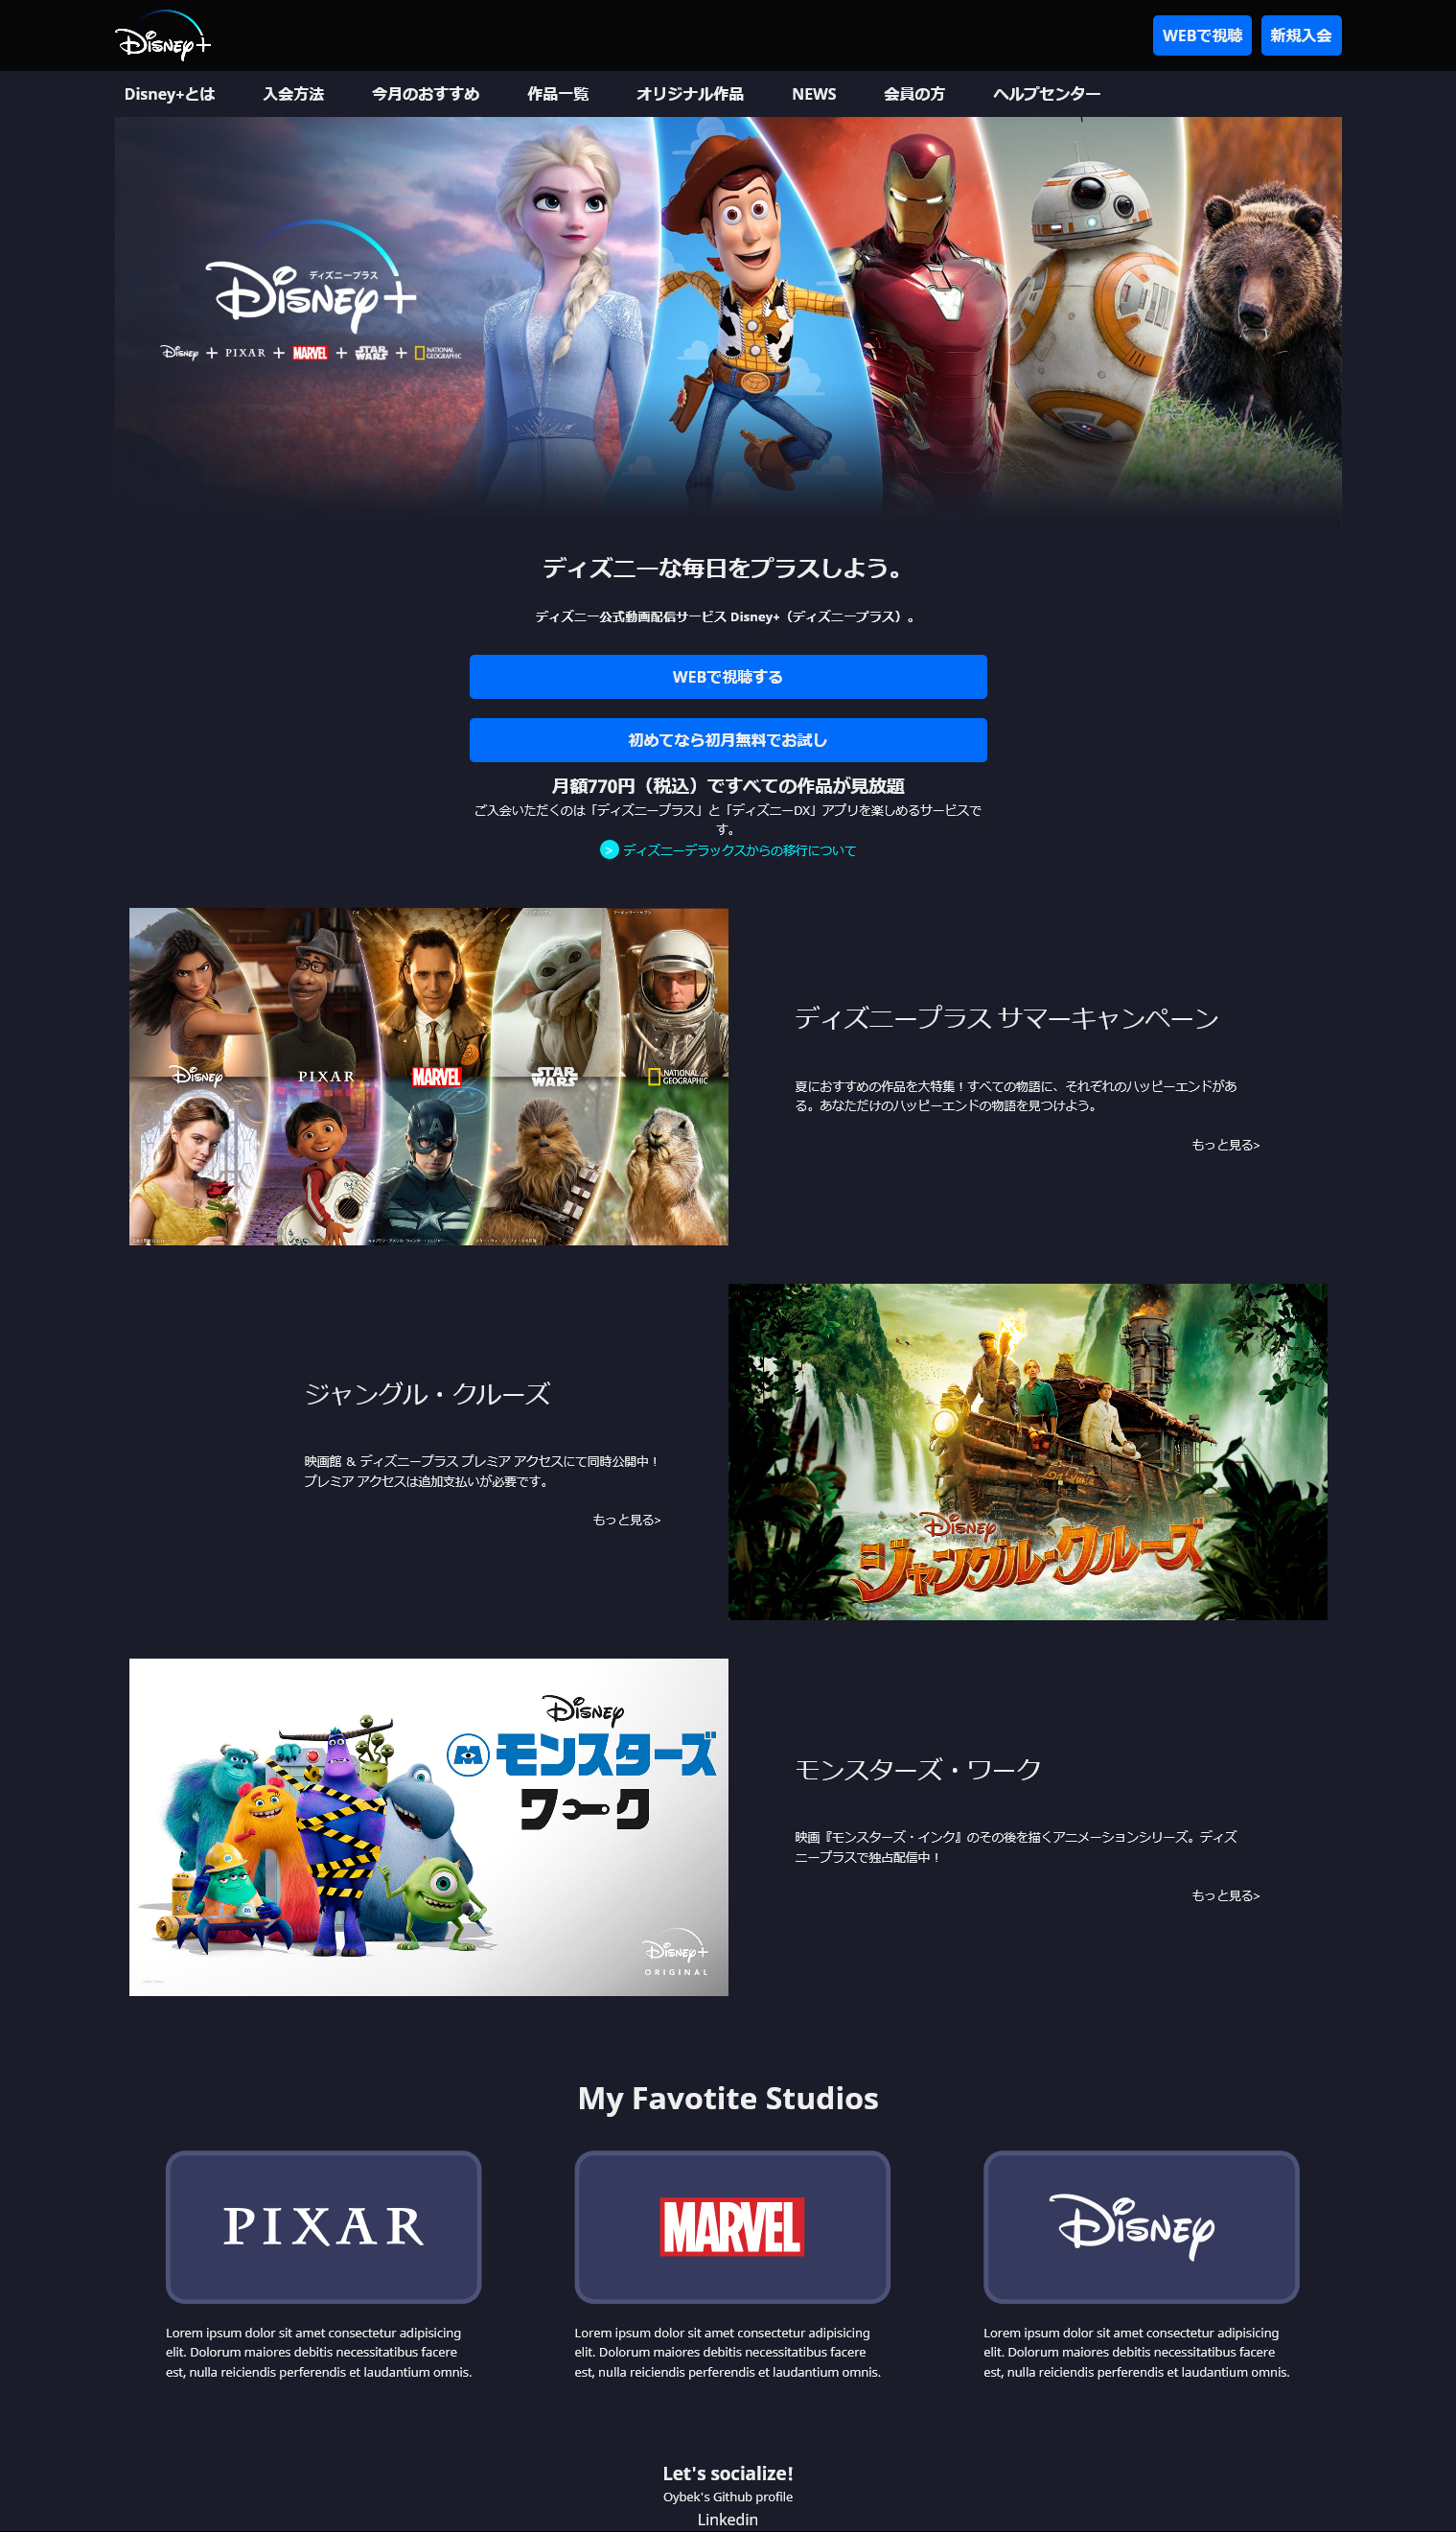 Disney+
WEBで視聴
新規入会
Disney+とは
入会方法
今月のおすすめ
作品一覧
オリジナル作品
NEWS
会員の方
ヘルプセンター
ディズニープラス
Disney+
Disney + PIXAR + MARVEL + STAR WARS + NATIONAL GEOGRAPHIC
ディズニーな毎日をプラスしよう。
ディズニー公式動画配信サービス Disney+（ディズニープラス）。
WEBで視聴する
初めてなら初月無料でお試し
月額770円（税込）ですべての作品が見放題
ご入会いただくのは「ディズニープラス」と「ディズニーDX」アプリを楽しめるサービスで
す。
> ディズニーデラックスからの移行について
Disney
PIXAR
MARVEL
STAR WARS
NATIONAL GEOGRAPHIC
ディズニープラス サマーキャンペーン
夏におすすめの作品を大特集！すべての物語に、それぞれのハッピーエンドがあ
る。あなただけのハッピーエンドの物語を見つけよう。
もっと見る>
ジャングル・クルーズ
映画館 & ディズニープラス プレミア アクセスにて同時公開中！
プレミア アクセスは追加支払いが必要です。
もっと見る>
Disney
ジャングル・クルーズ
Disney
モンスターズ
ワーク
Disney+
ORIGINAL
モンスターズ・ワーク
映画『モンスターズ・インク』のその後を描くアニメーションシリーズ。ディズ
ニープラスで独占配信中！
もっと見る>
My Favotite Studios
PIXAR
MARVEL
Disney
Lorem ipsum dolor sit amet consectetur adipisicing
elit. Dolorum maiores debitis necessitatibus facere
est, nulla reiciendis perferendis et laudantium omnis.
Lorem ipsum dolor sit amet consectetur adipisicing
elit. Dolorum maiores debitis necessitatibus facere
est, nulla reiciendis perferendis et laudantium omnis.
Lorem ipsum dolor sit amet consectetur adipisicing
elit. Dolorum maiores debitis necessitatibus facere
est, nulla reiciendis perferendis et laudantium omnis.
Let's socialize!
Oybek's Github profile
Linkedin